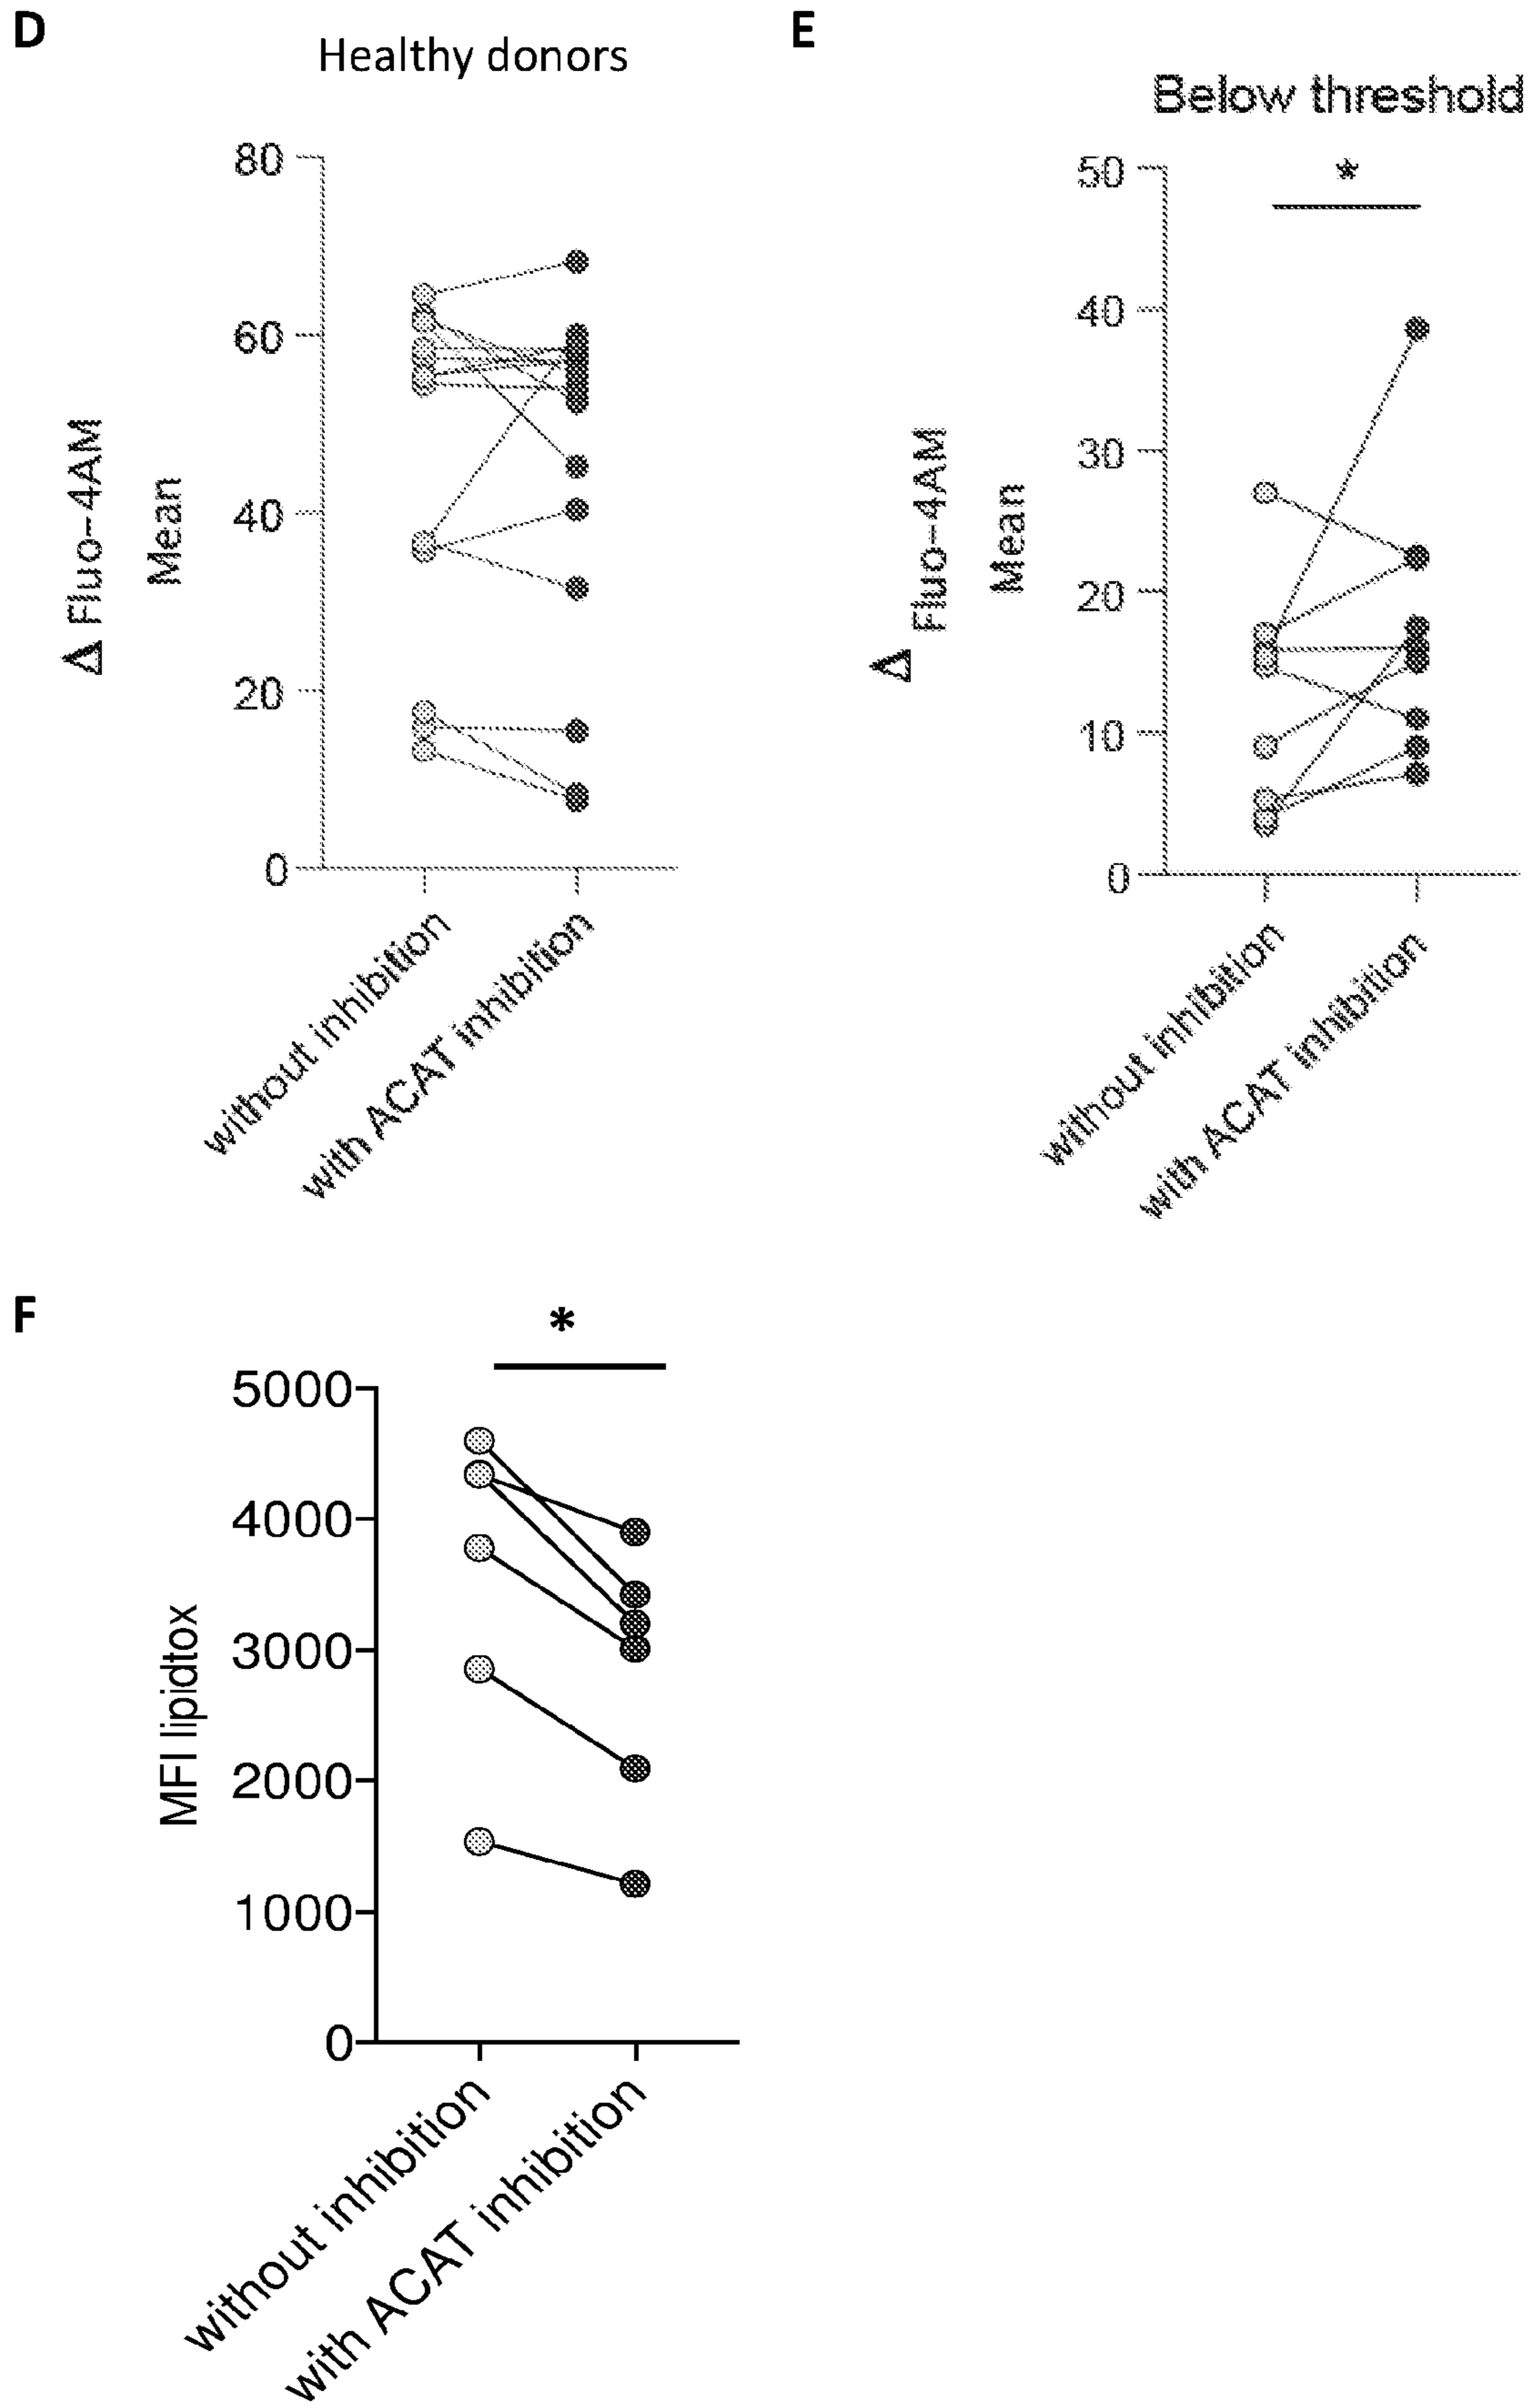 D
Healthy donors
80
60
40
20
0
Δ Fluo-4AM
Mean
without inhibition
with ACAT inhibition
E
Below threshold
*
50
40
30
20
10
0
Δ Fluo-4AM
Mean
without inhibition
with ACAT inhibition
F
*
5000
4000
3000
2000
1000
0
MFI lipidtox
without inhibition
with ACAT inhibition